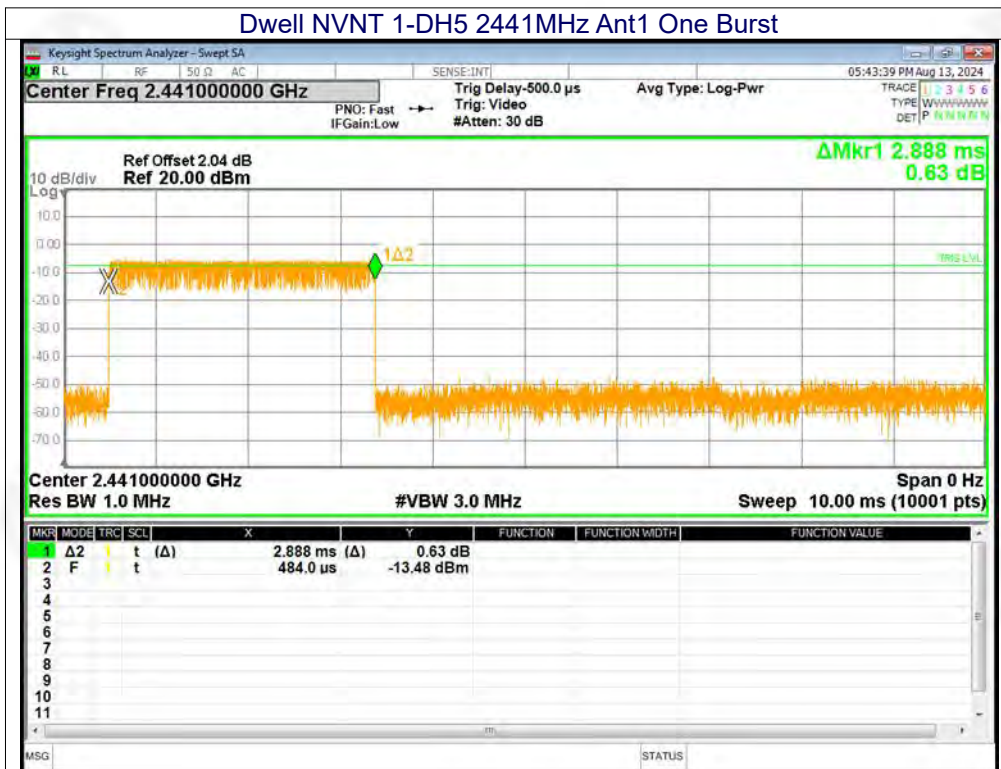 Dwell NVNT 1-DH5 2441MHz Ant1 One Burst
Keysight Spectrum Analyzer - Swept SA
LXI RL RF 50 Ω AC SENSE:INT 05:43:39 PM Aug 13, 2024
Center Freq 2.441000000 GHz
PNO: Fast
IFGain:Low
Trig Delay-500.0 µs
Trig: Video
#Atten: 30 dB
Avg Type: Log-Pwr
TRACE 1 2 3 4 5 6
TYPE WWWWWW
DET P N N N N N
ΔMkr1 2.888 ms
0.63 dB
Ref Offset 2.04 dB
10 dB/div Ref 20.00 dBm
Log
10.0
0.00
-10.0
-20.0
-30.0
-40.0
-50.0
-60.0
-70.0
1Δ2
TRIG LVL
Center 2.441000000 GHz Span 0 Hz
Res BW 1.0 MHz #VBW 3.0 MHz Sweep 10.00 ms (10001 pts)
MKR MODE TRC SCL X Y FUNCTION FUNCTION WIDTH FUNCTION VALUE
1 Δ2 1 t (Δ) 2.888 ms (Δ) 0.63 dB
2 F 1 t 484.0 µs -13.48 dBm
3
4
5
6
7
8
9
10
11
MSG STATUS